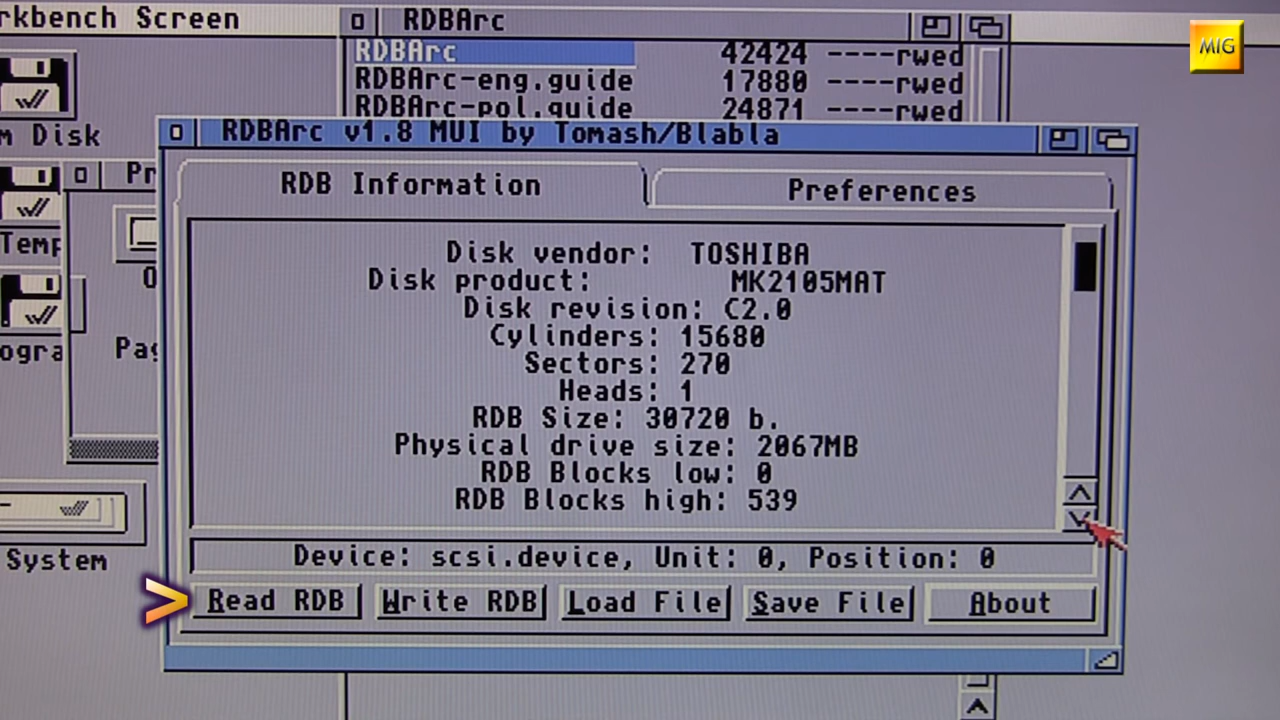 rkbench Screen
RDBArc
MIG
RDBArc 42424 ----rwed
RDBArc-eng.guide 17880 ----rwed
RDBArc-pol.guide 24871 ----rwed
m Disk
RDBArc v1.8 MUI by Tomash/Blabla
Pr
RDB Information
Preferences
Temp
O
ogra
Pag
Disk vendor: TOSHIBA
Disk product: MK2105MAT
Disk revision: C2.0
Cylinders: 15680
Sectors: 270
Heads: 1
RDB Size: 30720 b.
Physical drive size: 2067MB
RDB Blocks low: 0
RDB Blocks high: 539
System
Device: scsi.device, Unit: 0, Position: 0
Read RDB
Write RDB
Load File
Save File
About